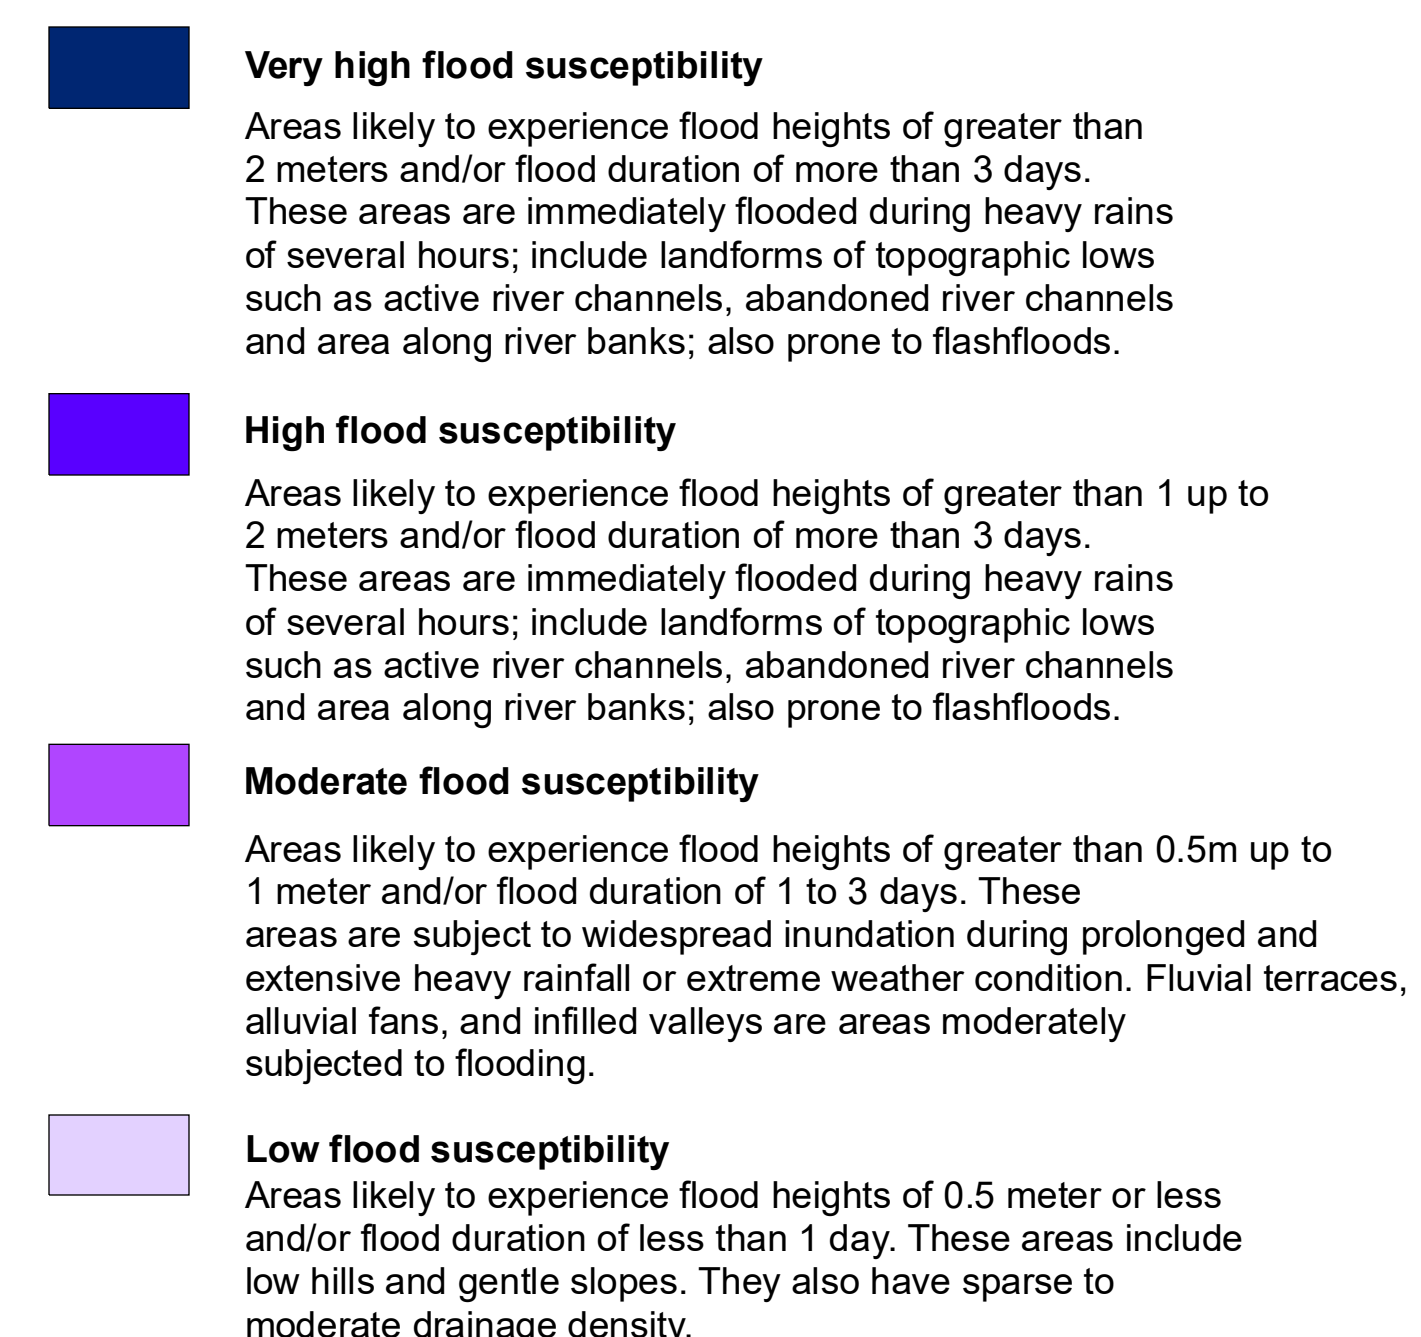 Very high flood susceptibility
Areas likely to experience flood heights of greater than
2 meters and/or flood duration of more than 3 days.
These areas are immediately flooded during heavy rains
of several hours; include landforms of topographic lows
such as active river channels, abandoned river channels
and area along river banks; also prone to flashfloods.
High flood susceptibility
Areas likely to experience flood heights of greater than 1 up to
2 meters and/or flood duration of more than 3 days.
These areas are immediately flooded during heavy rains
of several hours; include landforms of topographic lows
such as active river channels, abandoned river channels
and area along river banks; also prone to flashfloods.
Moderate flood susceptibility
Areas likely to experience flood heights of greater than 0.5m up to
1 meter and/or flood duration of 1 to 3 days. These
areas are subject to widespread inundation during prolonged and
extensive heavy rainfall or extreme weather condition. Fluvial terraces,
alluvial fans, and infilled valleys are areas moderately
subjected to flooding.
Low flood susceptibility
Areas likely to experience flood heights of 0.5 meter or less
and/or flood duration of less than 1 day. These areas include
low hills and gentle slopes. They also have sparse to
moderate drainage density.